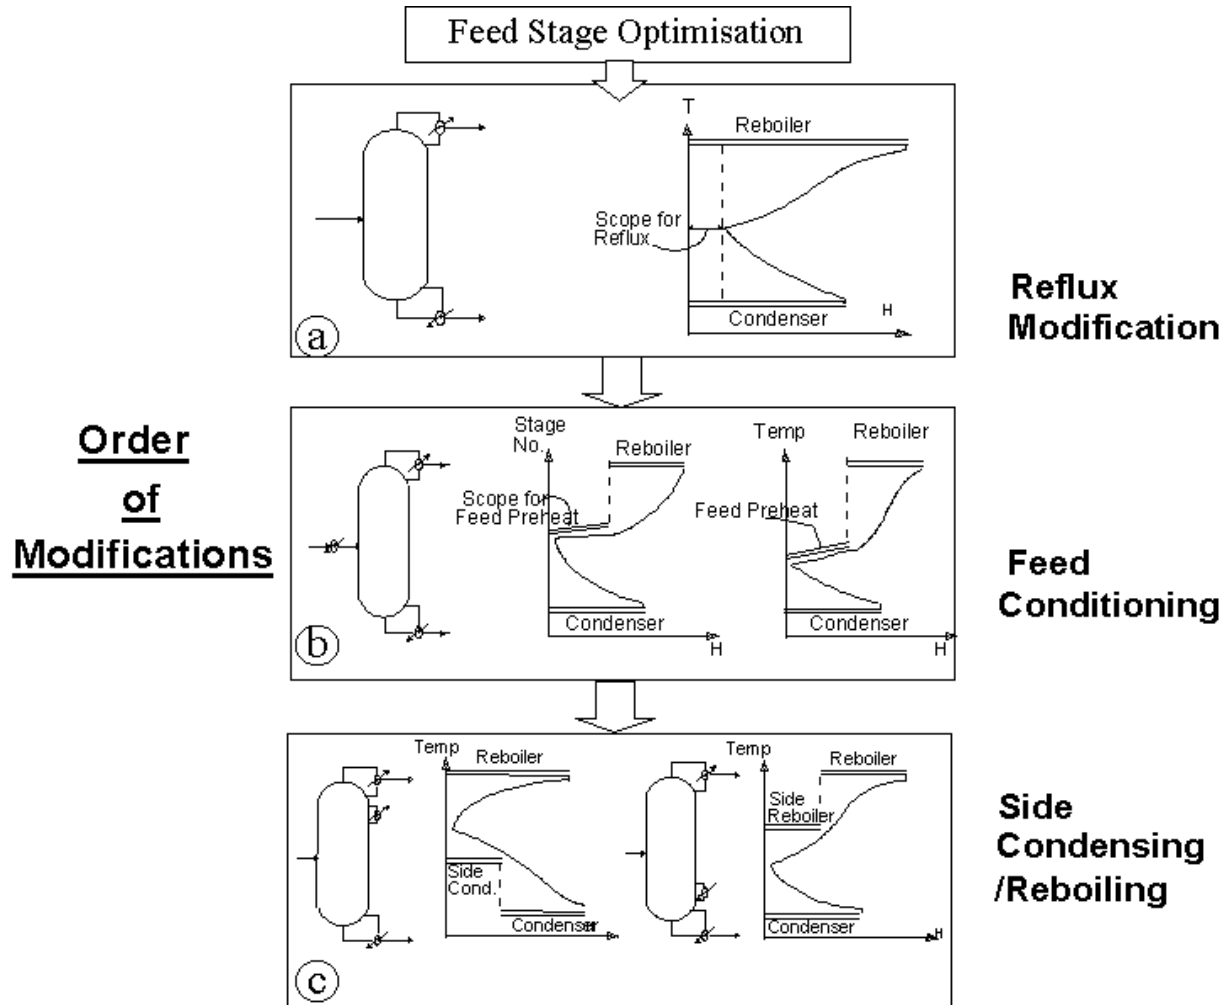 Feed Stage Optimisation
T
Reboiler
Scope for
Reflux
H
Condenser
a
Reflux
Modification
Order
of
Modifications
Stage
No.
Reboiler
Scope for
Feed Preheat
Condenser
H
Temp
Reboiler
Feed Preheat
Condenser
H
b
Feed
Conditioning
Temp
Reboiler
Side
Cond.
Condenser
Temp
Reboiler
Side
Reboiler
Condenser
H
c
Side
Condensing
/Reboiling